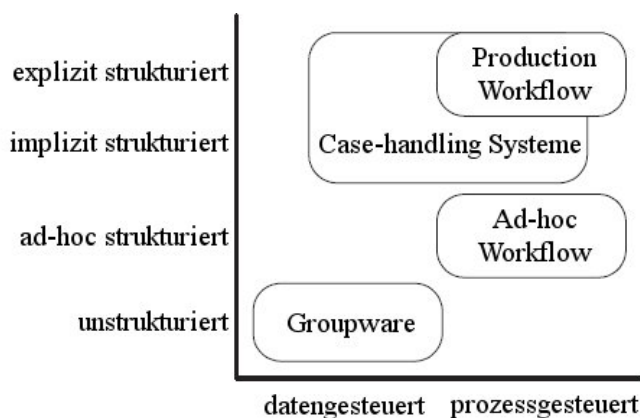 explizit strukturiert
Production
Workflow
implizit strukturiert
Case-handling Systeme
ad-hoc strukturiert
Ad-hoc
Workflow
unstrukturiert
Groupware
datengesteuert prozessgesteuert